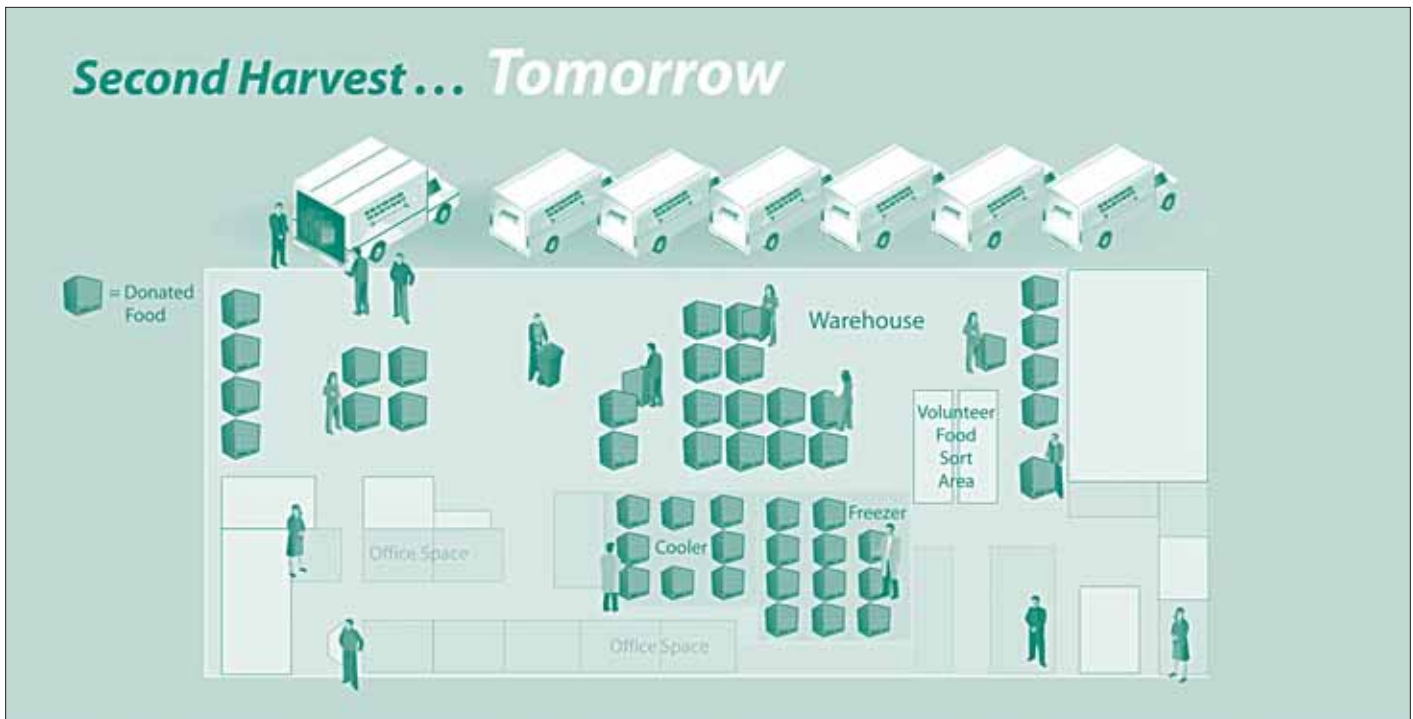 Second Harvest... Tomorrow
= Donated
Food
Warehouse
Volunteer
Food
Sort
Area
Freezer
Cooler
Office Space
Office Space